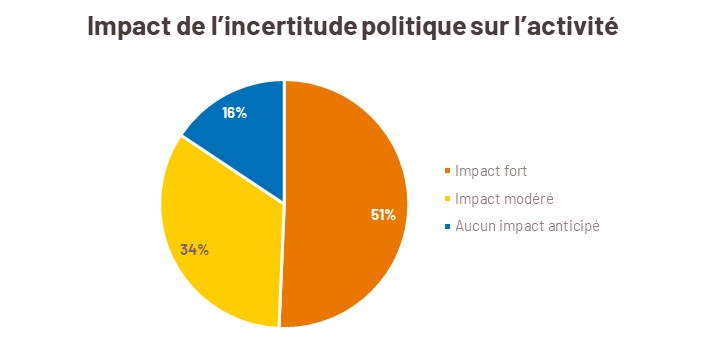 Impact de l’incertitude politique sur l’activité
16%
51%
34%
Impact fort
Impact modéré
Aucun impact anticipé